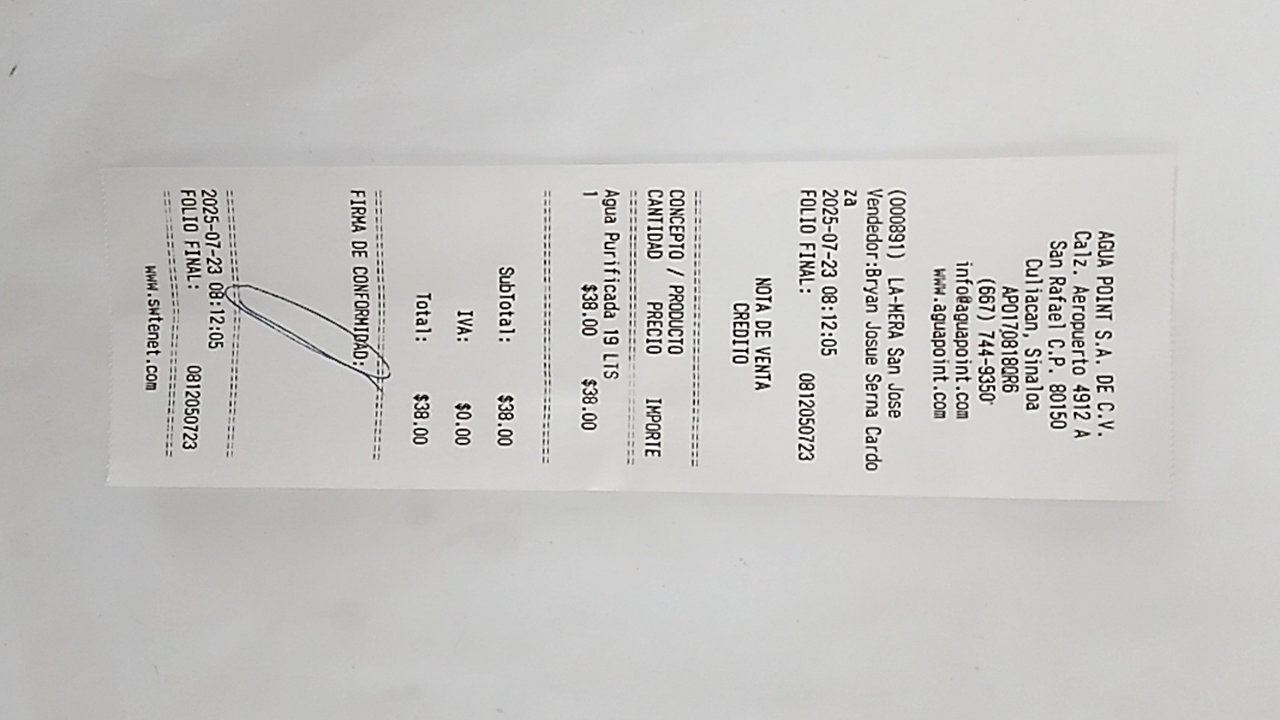 AGUA POINT S.A. DE C.V.
Calz. Aeropuerto 4912 A
San Rafael C.P. 80150
Culiacan, Sinaloa
APO170818QR6
(667) 744-9350
info@aguapoint.com
www.aguapoint.com
(000891) LA-MERA San Jose
Vendedor:Bryan Josue Serna Cardo
za
2025-07-23 08:12:05 0812050723
FOLIO FINAL:
NOTA DE VENTA
CREDITO
==============================
CONCEPTO / PRODUCTO
CANTIDAD PRECIO IMPORTE
==============================
Agua Purificada 19 LTS
1 $38.00 $38.00
==============================
SubTotal: $38.00
IVA: $0.00
Total: $38.00
==============================
FIRMA DE CONFORMIDAD:
==============================
2025-07-23 08:12:05
FOLIO FINAL: 0812050723
==============================
www.swtenet.com